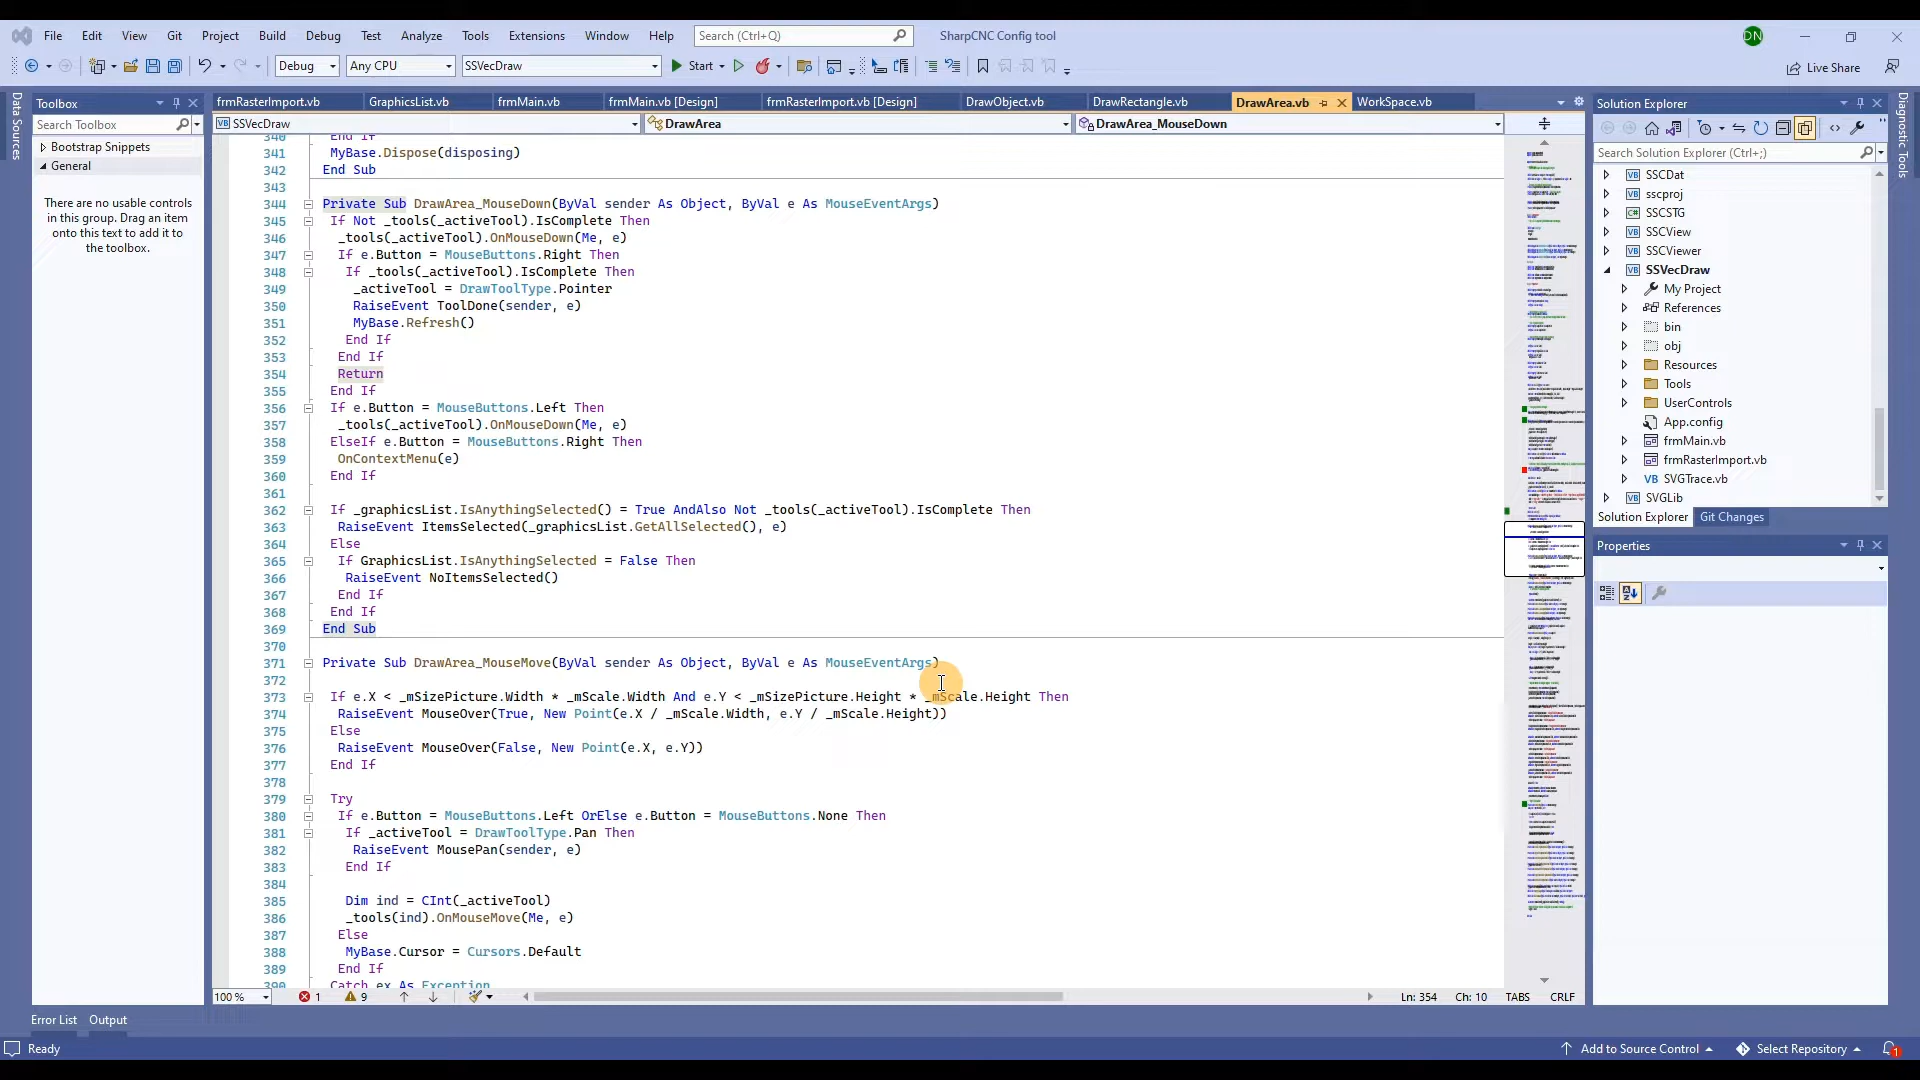 File Edit View Git Project Build Debug Test Analyze Tools Extensions Window Help Search (Ctrl+Q) SharpCNC Config tool DN
Debug Any CPU SSVecDraw Start Live Share
Data Sources
Toolbox
Search Toolbox
Bootstrap Snippets
General
There are no usable controls
in this group. Drag an item
onto this text to add it to
the toolbox.
frmRasterImport.vb GraphicsList.vb frmMain.vb frmMain.vb [Design] frmRasterImport.vb [Design] DrawObject.vb DrawRectangle.vb DrawArea.vb WorkSpace.vb
SSVecDraw DrawArea DrawArea_MouseDown
340 End If
341 MyBase.Dispose(disposing)
342 End Sub
343
344 Private Sub DrawArea_MouseDown(ByVal sender As Object, ByVal e As MouseEventArgs)
345 If Not _tools(_activeTool).IsComplete Then
346 _tools(_activeTool).OnMouseDown(Me, e)
347 If e.Button = MouseButtons.Right Then
348 If _tools(_activeTool).IsComplete Then
349 _activeTool = DrawToolType.Pointer
350 RaiseEvent ToolDone(sender, e)
351 MyBase.Refresh()
352 End If
353 End If
354 Return
355 End If
356 If e.Button = MouseButtons.Left Then
357 _tools(_activeTool).OnMouseDown(Me, e)
358 ElseIf e.Button = MouseButtons.Right Then
359 OnContextMenu(e)
360 End If
361
362 If _graphicsList.IsAnythingSelected() = True AndAlso Not _tools(_activeTool).IsComplete Then
363 RaiseEvent ItemsSelected(_graphicsList.GetAllSelected(), e)
364 Else
365 If GraphicsList.IsAnythingSelected = False Then
366 RaiseEvent NoItemsSelected()
367 End If
368 End If
369 End Sub
370
371 Private Sub DrawArea_MouseMove(ByVal sender As Object, ByVal e As MouseEventArgs)
372
373 If e.X < _mSizePicture.Width * _mScale.Width And e.Y < _mSizePicture.Height * _mScale.Height Then
374 RaiseEvent MouseOver(True, New Point(e.X / _mScale.Width, e.Y / _mScale.Height))
375 Else
376 RaiseEvent MouseOver(False, New Point(e.X, e.Y))
377 End If
378
379 Try
380 If e.Button = MouseButtons.Left OrElse e.Button = MouseButtons.None Then
381 If _activeTool = DrawToolType.Pan Then
382 RaiseEvent MousePan(sender, e)
383 End If
384
385 Dim ind = CInt(_activeTool)
386 _tools(ind).OnMouseMove(Me, e)
387 Else
388 MyBase.Cursor = Cursors.Default
389 End If
390 Catch ex As Exception
100 % 1 9 Ln: 354 Ch: 10 TABS CRLF
Solution Explorer
Search Solution Explorer (Ctrl+;)
SSCDat
sscproj
SSCSTG
SSCView
SSCViewer
SSVecDraw
My Project
References
bin
obj
Resources
Tools
UserControls
App.config
frmMain.vb
frmRasterImport.vb
SVGTrace.vb
SVGLib
Solution Explorer Git Changes
Properties
Diagnostic Tools
Error List Output
Ready Add to Source Control Select Repository 1